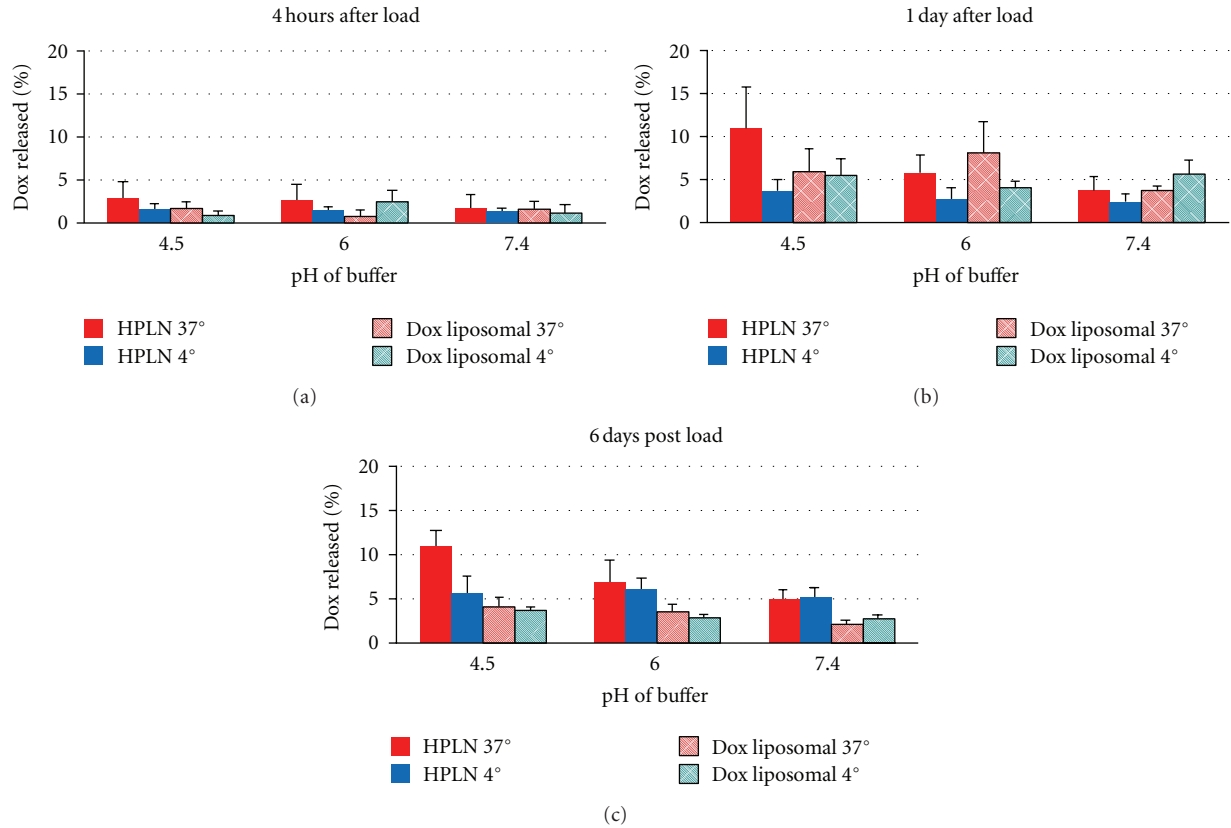 4 hours after load
20
15
10
5
0
Dox released (%)
4.5 6 7.4
pH of buffer
HPLN 37° Dox liposomal 37°
HPLN 4° Dox liposomal 4°
(a)
1 day after load
20
15
10
5
0
Dox released (%)
4.5 6 7.4
pH of buffer
HPLN 37° Dox liposomal 37°
HPLN 4° Dox liposomal 4°
(b)
6 days post load
20
15
10
5
0
Dox released (%)
4.5 6 7.4
pH of buffer
HPLN 37° Dox liposomal 37°
HPLN 4° Dox liposomal 4°
(c)